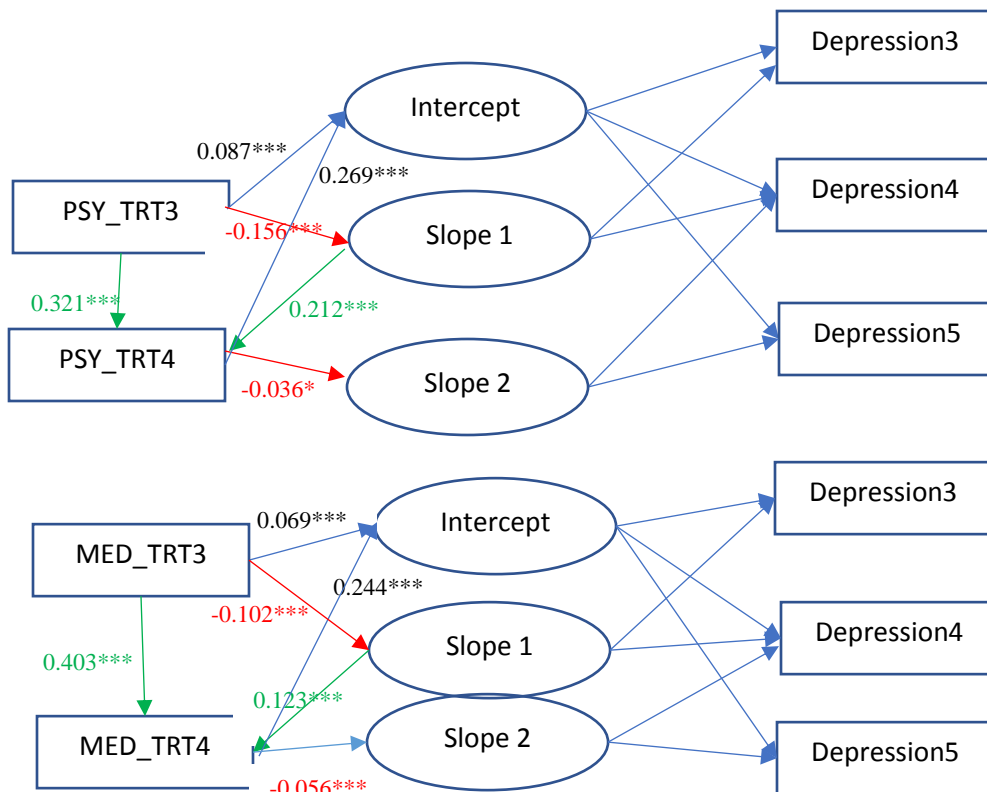 Depression3
Intercept
0.087***
0.269***
Depression4
PSY_TRT3
-0.156***
Slope 1
0.321***
0.212***
Depression5
PSY_TRT4
Slope 2
-0.036*
Depression3
0.069***
Intercept
MED_TRT3
0.244***
-0.102***
Depression4
Slope 1
0.403***
0.123***
MED_TRT4
Slope 2
Depression5
-0.056***